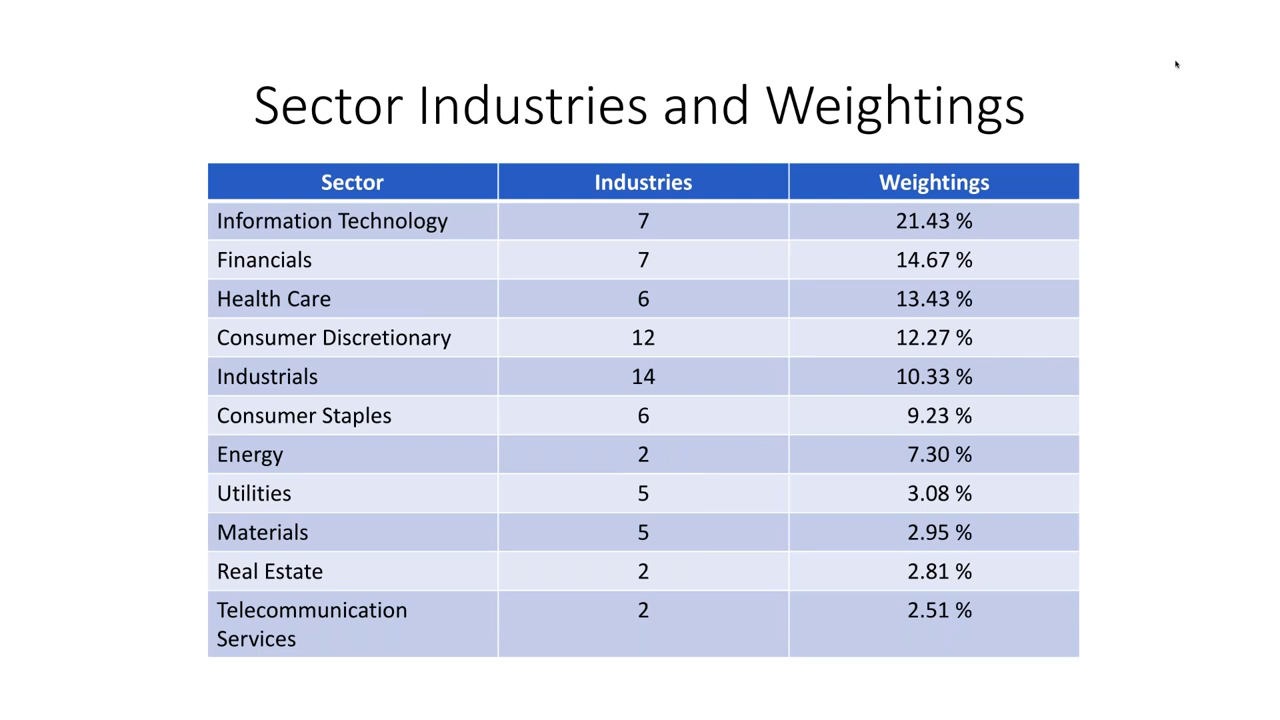 Sector Industries and Weightings
Sector Industries Weightings
Information Technology 7 21.43 %
Financials 7 14.67 %
Health Care 6 13.43 %
Consumer Discretionary 12 12.27 %
Industrials 14 10.33 %
Consumer Staples 6 9.23 %
Energy 2 7.30 %
Utilities 5 3.08 %
Materials 5 2.95 %
Real Estate 2 2.81 %
Telecommunication 2 2.51 %
Services